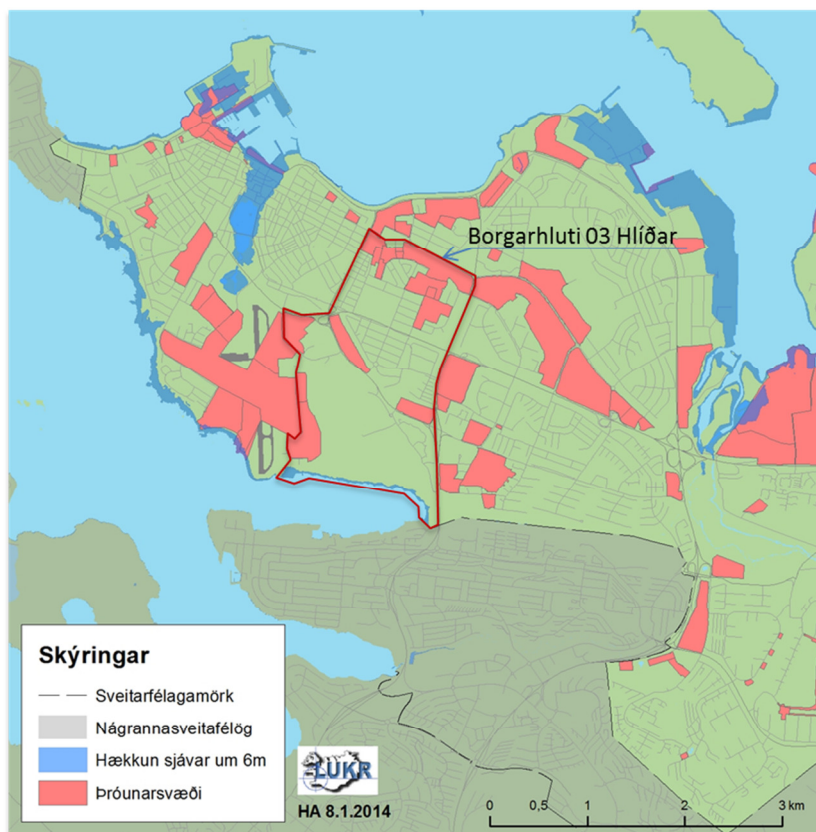 Borgarhluti 03 Hlíðar
Skýringar
Sveitarfélagamörk
Nágrannasveitafélög
Hækkun sjávar um 6m
Þróunarsvæði
LUKR
HA 8.1.2014
0 0,5 1 2 3 km